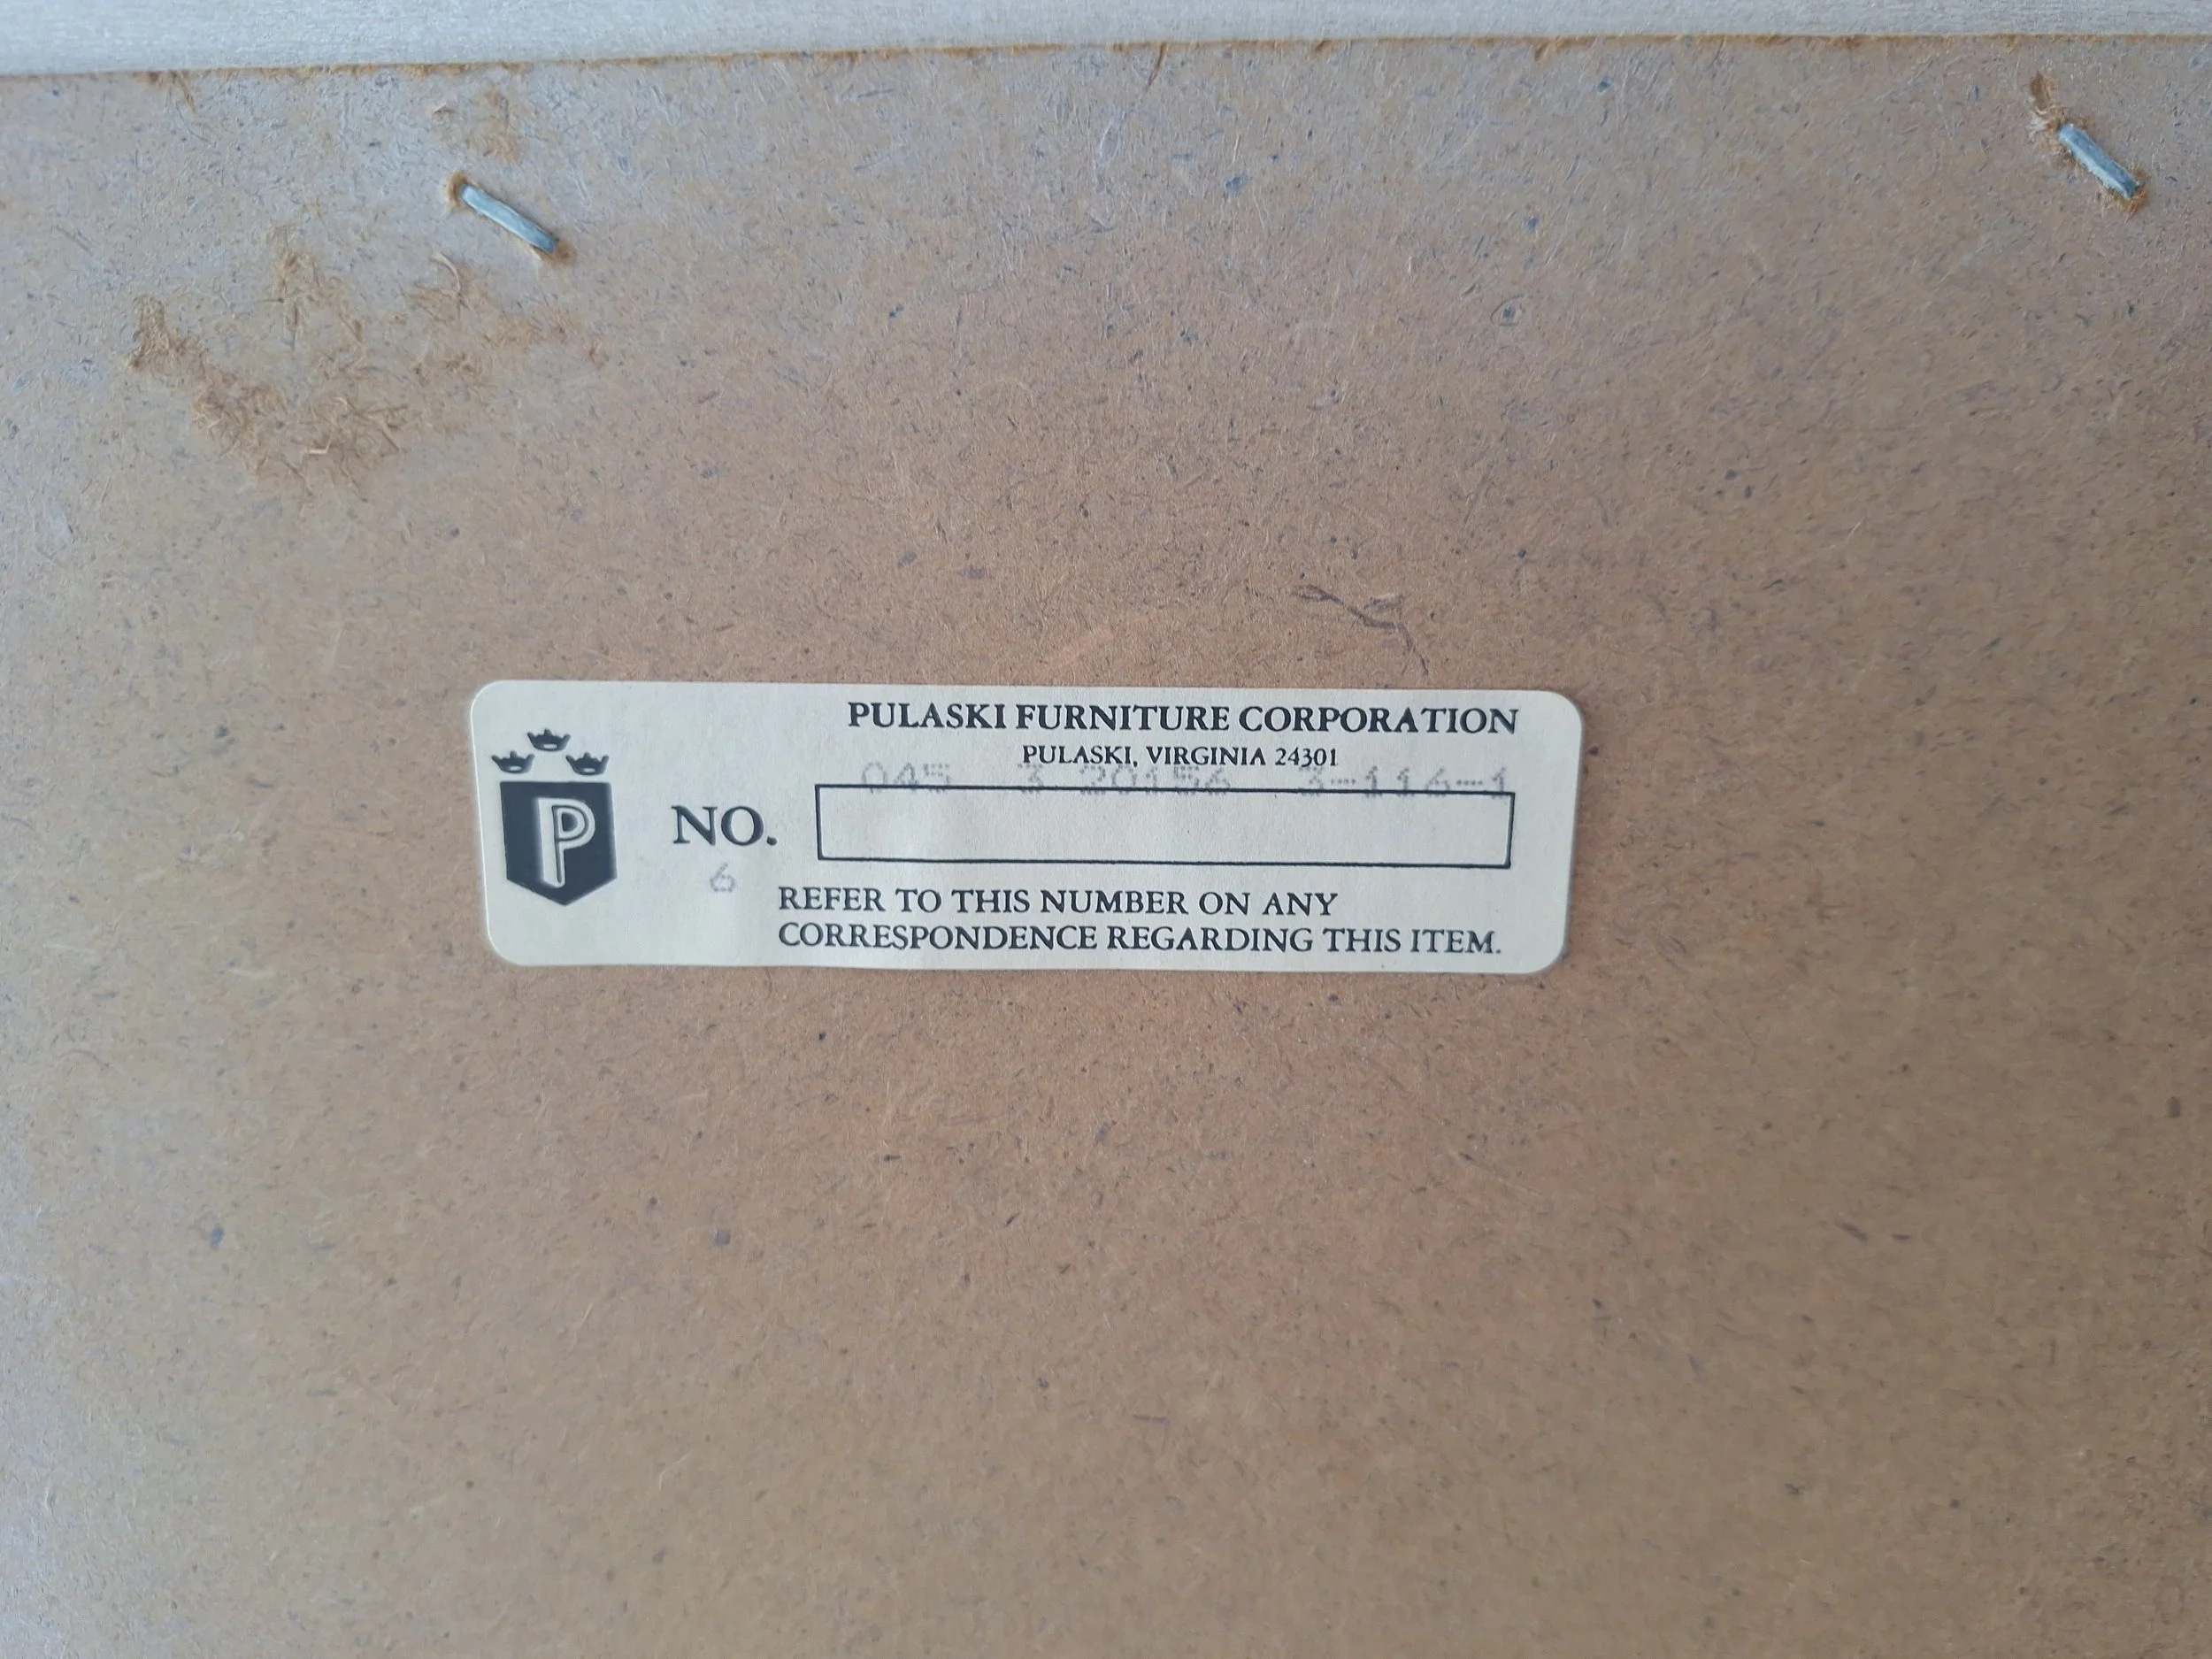 PULASKI FURNITURE CORPORATION
PULASKI, VIRGINIA 24301
045 3 20156 3-116-1
P
NO.
6
REFER TO THIS NUMBER ON ANY
CORRESPONDENCE REGARDING THIS ITEM.